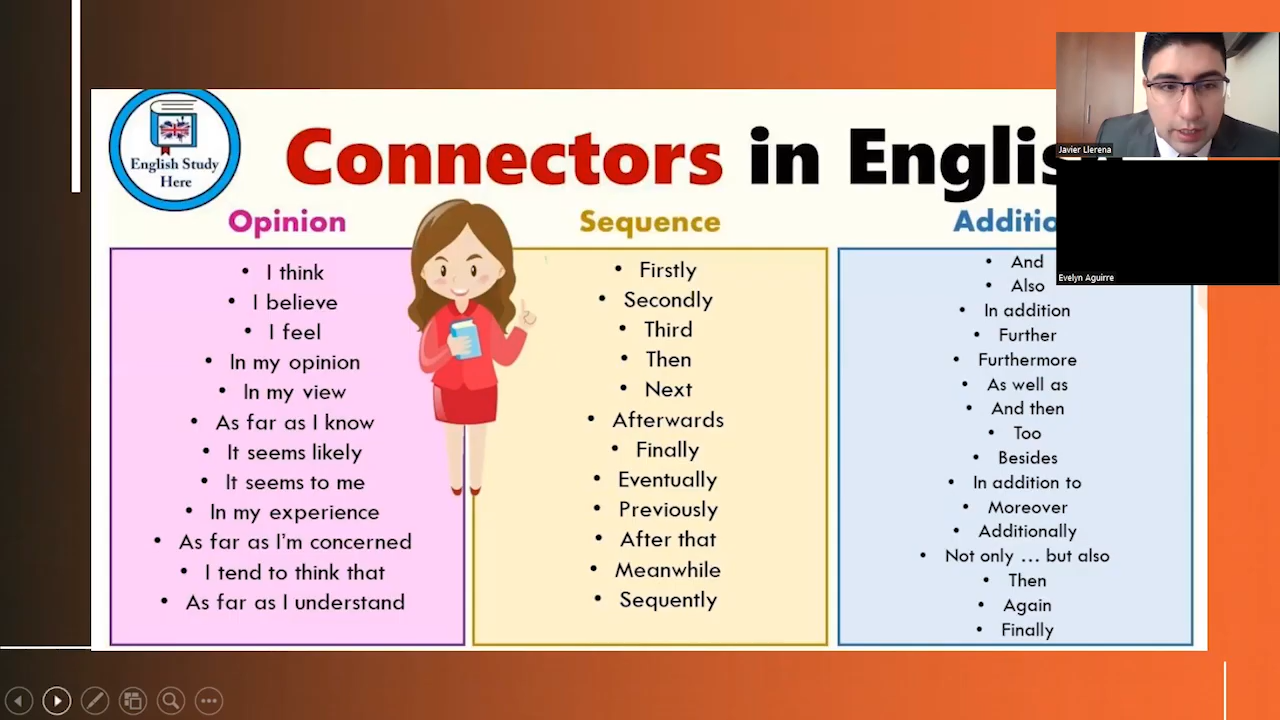 English Study
Here
Connectors in English
Opinion
I think
I believe
I feel
In my opinion
In my view
As far as I know
It seems likely
It seems to me
In my experience
As far as I'm concerned
I tend to think that
As far as I understand
Sequence
Firstly
Secondly
Third
Then
Next
Afterwards
Finally
Eventually
Previously
After that
Meanwhile
Sequently
Additio
And
Also
In addition
Further
Furthermore
As well as
And then
Too
Besides
In addition to
Moreover
Additionally
Not only ... but also
Then
Again
Finally
Javier Llerena
Evelyn Aguirre